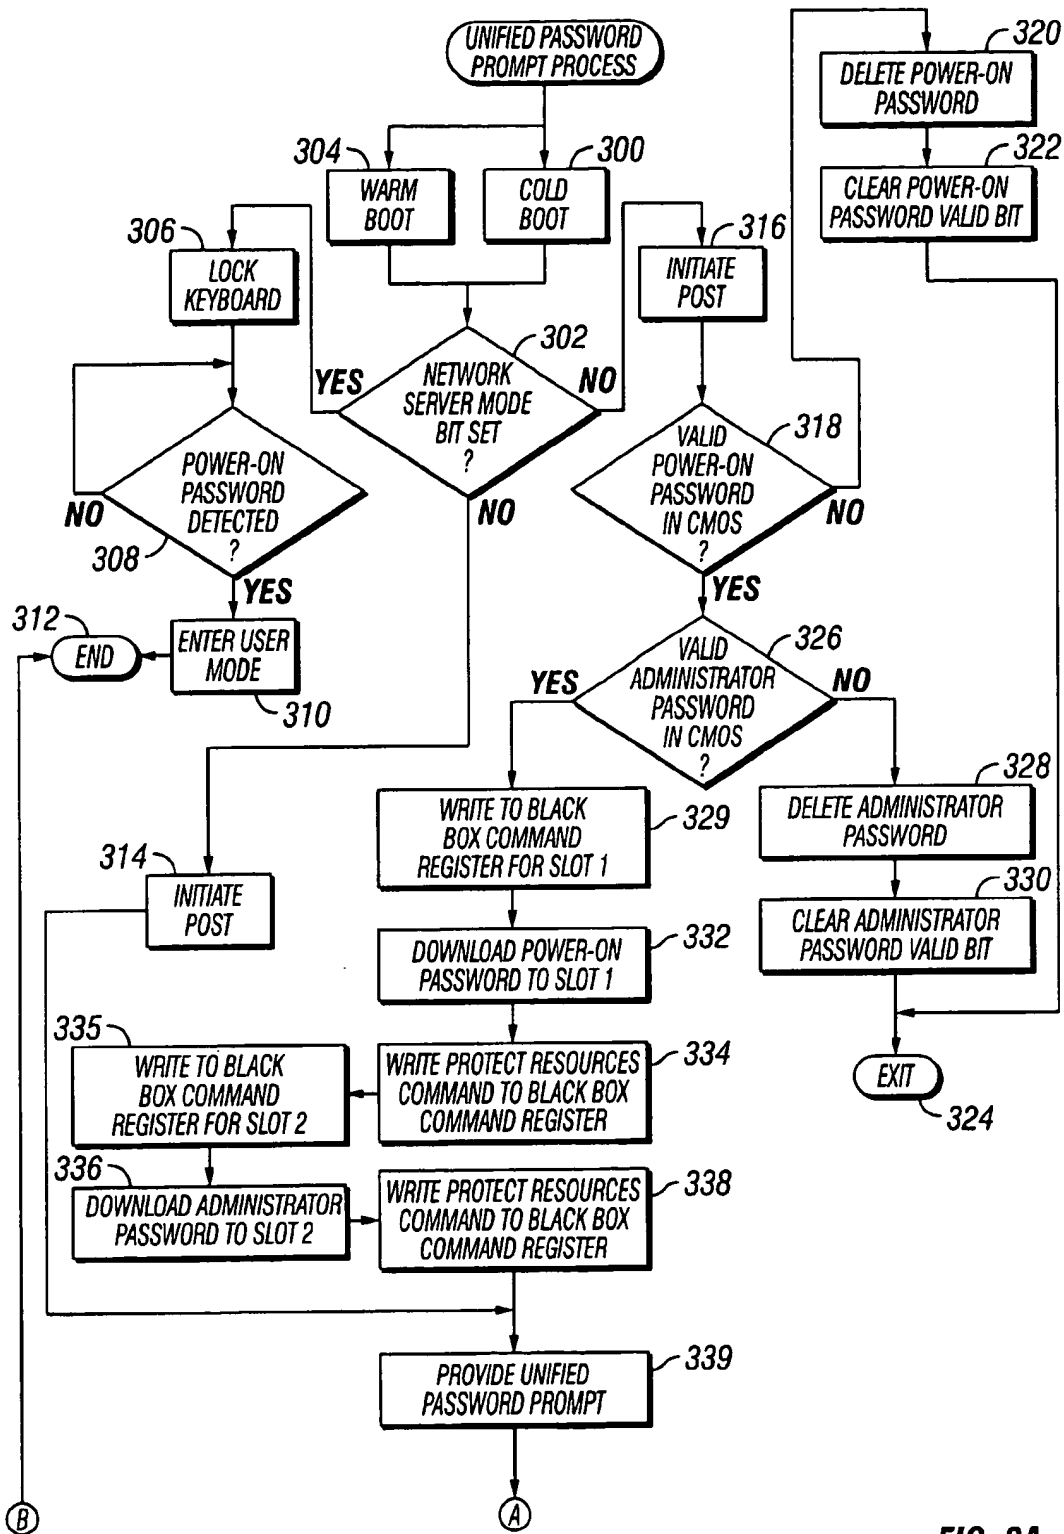 UNIFIED PASSWORD
PROMPT PROCESS
304
WARM
BOOT
300
COLD
BOOT
320
DELETE POWER-ON
PASSWORD
322
CLEAR POWER-ON
PASSWORD VALID BIT
306
LOCK
KEYBOARD
316
INITIATE
POST
302
YES
NETWORK
SERVER MODE
BIT SET
?
NO
NO
318
VALID
POWER-ON
PASSWORD
IN CMOS
?
NO
YES
POWER-ON
PASSWORD
DETECTED
?
NO
308
YES
312
END
ENTER USER
MODE
310
326
YES
VALID
ADMINISTRATOR
PASSWORD
IN CMOS
?
NO
328
DELETE ADMINISTRATOR
PASSWORD
330
CLEAR ADMINISTRATOR
PASSWORD VALID BIT
EXIT
324
314
INITIATE
POST
WRITE TO BLACK
BOX COMMAND
REGISTER FOR SLOT 1
329
DOWNLOAD POWER-ON
PASSWORD TO SLOT 1
332
WRITE PROTECT RESOURCES
COMMAND TO BLACK BOX
COMMAND REGISTER
334
335
WRITE TO BLACK
BOX COMMAND
REGISTER FOR SLOT 2
336
DOWNLOAD ADMINISTRATOR
PASSWORD TO SLOT 2
WRITE PROTECT RESOURCES
COMMAND TO BLACK BOX
COMMAND REGISTER
338
PROVIDE UNIFIED
PASSWORD PROMPT
339
B
A